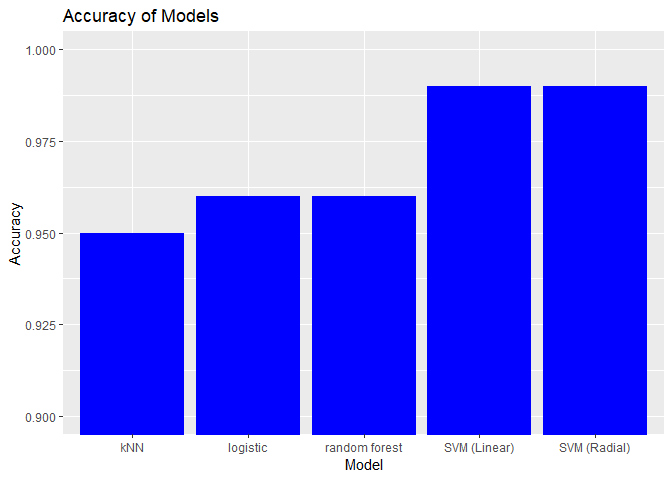 Accuracy of Models
1.000
0.975
0.950
0.925
0.900
Accuracy
kNN logistic random forest SVM (Linear) SVM (Radial)
Model